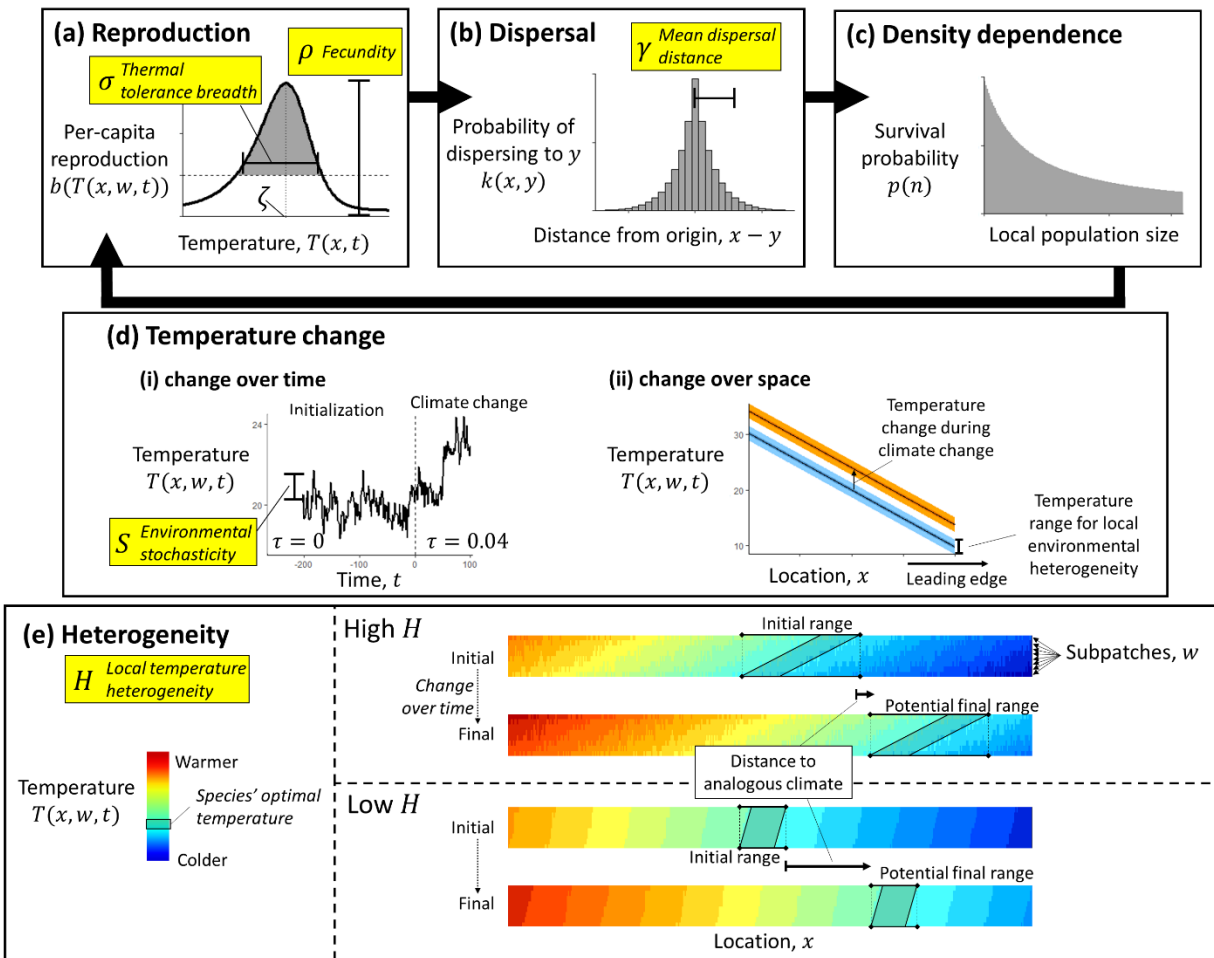 (a) Reproduction
σ Thermal
tolerance breadth
ρ Fecundity
Per-capita
reproduction
b(T(x, w, t))
ζ
Temperature, T(x, t)
(b) Dispersal
γ Mean dispersal
distance
Probability of
dispersing to y
k(x, y)
Distance from origin, x − y
(c) Density dependence
Survival
probability
p(n)
Local population size
(d) Temperature change
(i) change over time
Initialization
Climate change
Temperature
T(x, w, t)
S Environmental
stochasticity
24
20
τ = 0
τ = 0.04
-200
-100
0
100
Time, t
(ii) change over space
Temperature
T(x, w, t)
30
20
10
Temperature
change during
climate change
Temperature
range for local
environmental
heterogeneity
Location, x
Leading edge
(e) Heterogeneity
H Local temperature
heterogeneity
Temperature
T(x, w, t)
Warmer
Species' optimal
temperature
Colder
High H
Initial range
Initial
Subpatches, w
Change
over time
Potential final range
Final
Distance to
analogous climate
Low H
Initial
Initial range
Potential final range
Final
Location, x